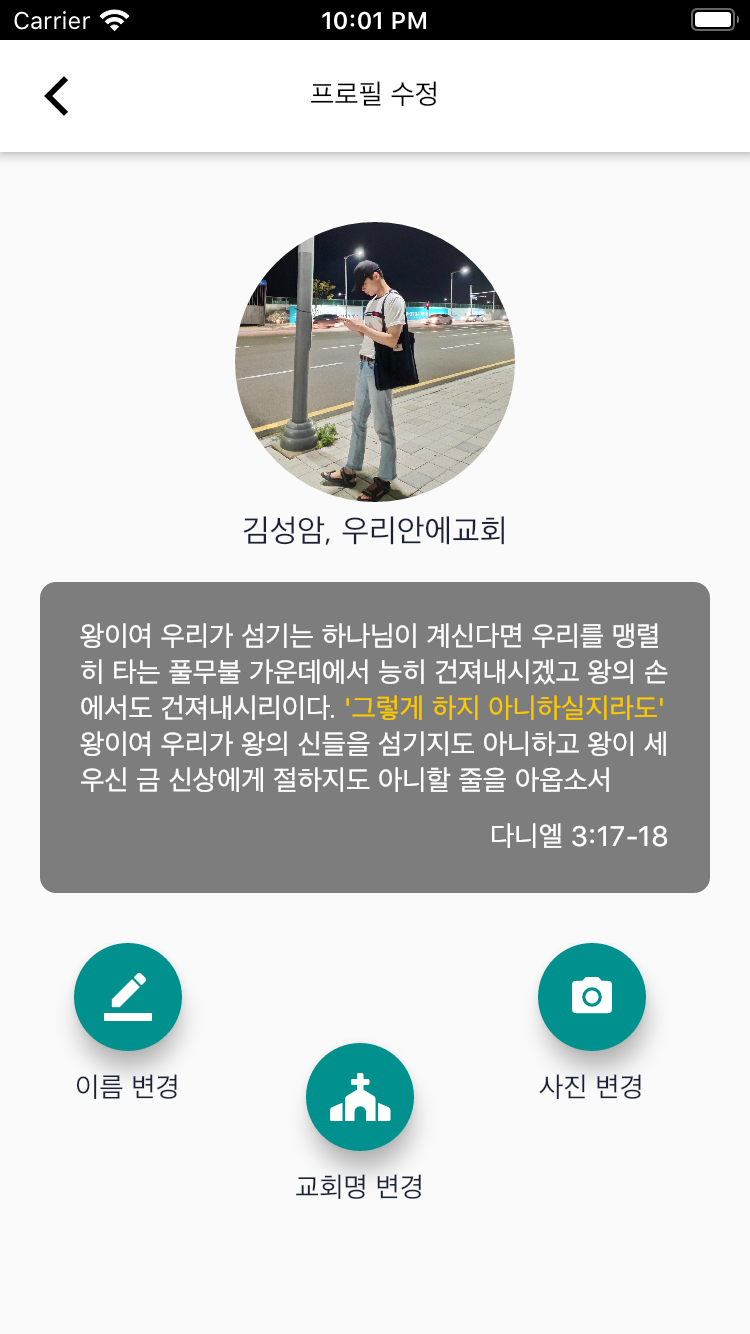 Carrier
10:01 PM
프로필 수정
김성암, 우리안에교회
왕이여 우리가 섬기는 하나님이 계신다면 우리를 맹렬
히 타는 풀무불 가운데에서 능히 건져내시겠고 왕의 손
에서도 건져내시리이다. '그렇게 하지 아니하실지라도'
왕이여 우리가 왕의 신들을 섬기지도 아니하고 왕이 세
우신 금 신상에게 절하지도 아니할 줄을 아옵소서
다니엘 3:17-18
이름 변경
사진 변경
교회명 변경